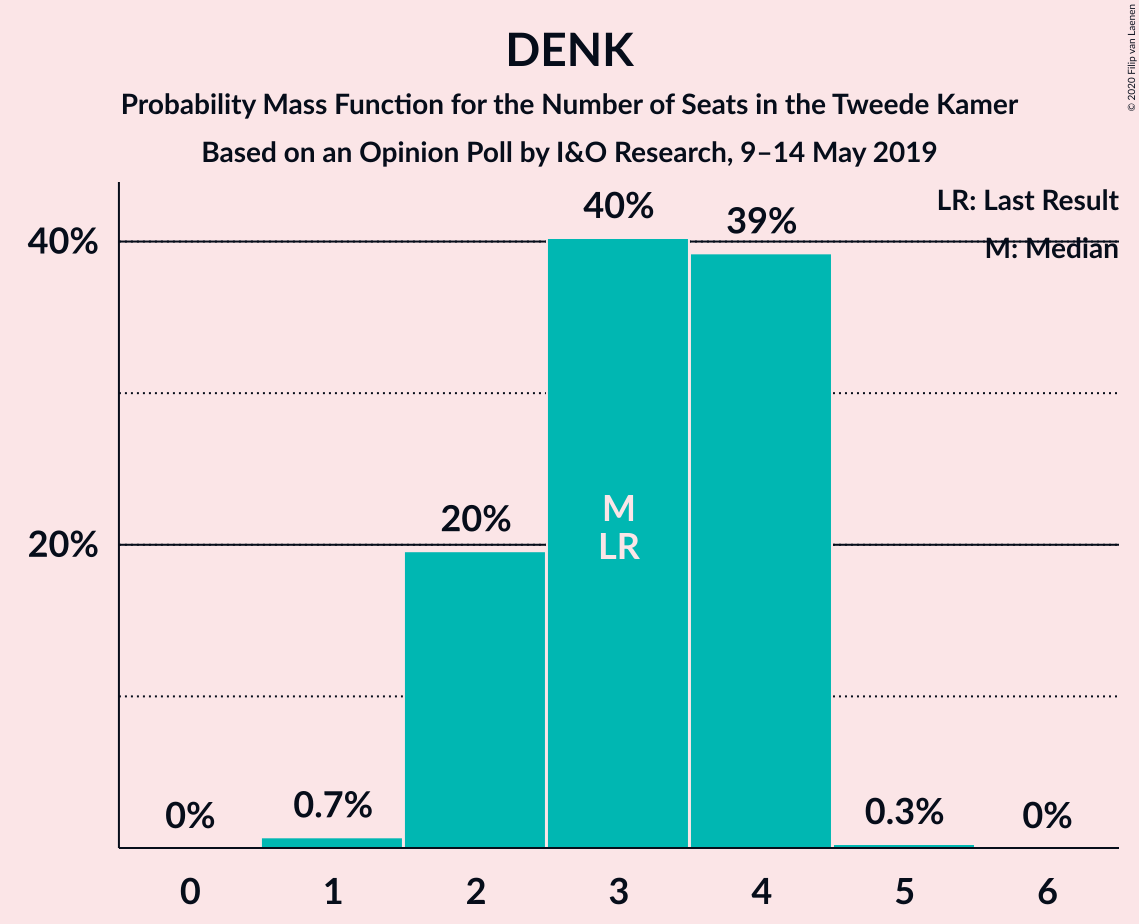 DENK
Probability Mass Function for the Number of Seats in the Tweede Kamer
Based on an Opinion Poll by I&O Research, 9–14 May 2019
© 2020 Filip van Laenen
LR: Last Result
M: Median
40%
20%
0%
0.7%
20%
40%
39%
0.3%
0%
M
LR
0
1
2
3
4
5
6